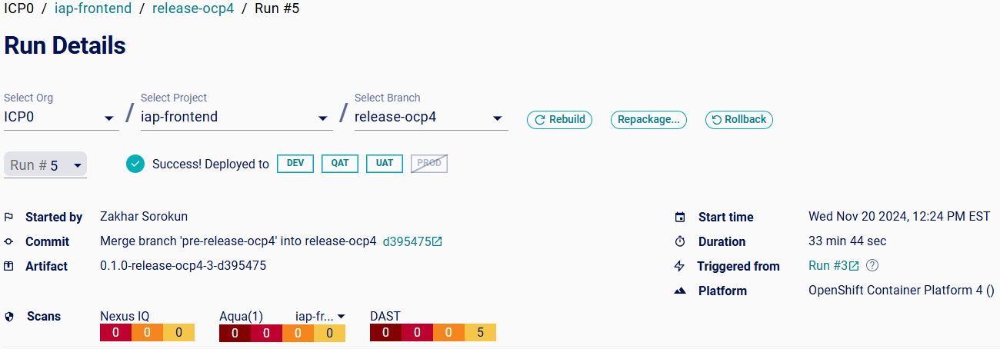 ICP0 / iap-frontend / release-ocp4 / Run #5
Run Details
Select Org Select Project Select Branch
ICP0 / iap-frontend / release-ocp4 Rebuild Repackage... Rollback
Run # 5 Success! Deployed to DEV QAT UAT PROD
Started by Zakhar Sorokun Start time Wed Nov 20 2024, 12:24 PM EST
Commit Merge branch 'pre-release-ocp4' into release-ocp4 d395475 Duration 33 min 44 sec
Artifact 0.1.0-release-ocp4-3-d395475 Triggered from Run #3 ?
Platform OpenShift Container Platform 4 ()
Scans Nexus IQ Aqua(1) iap-fr... DAST
0 0 0 0 0 0 0 0 0 0 5